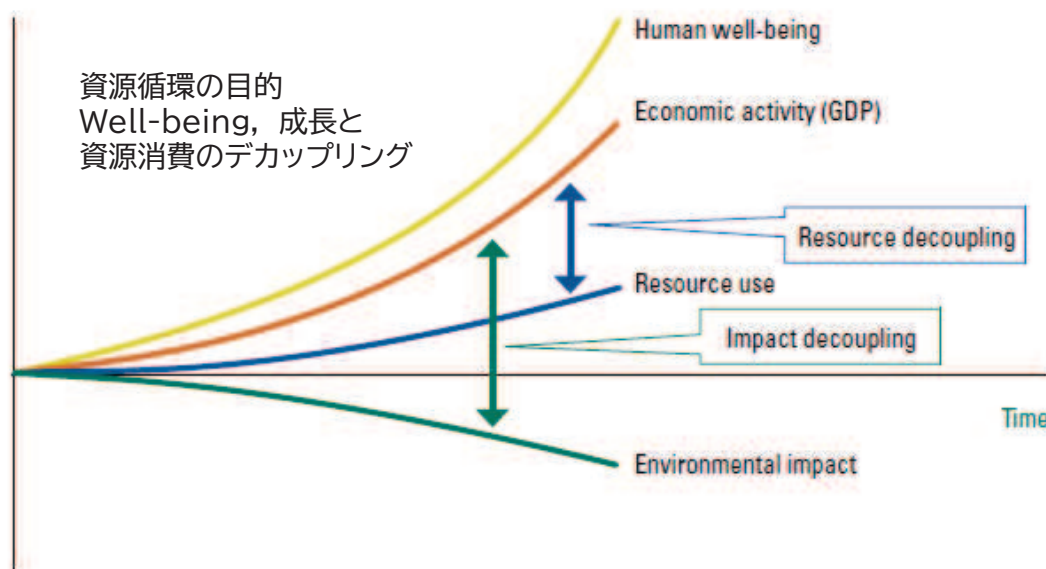 Human well-being
資源循環の目的
Well-being, 成長と
資源消費のデカップリング
Economic activity (GDP)
Resource decoupling
Resource use
Impact decoupling
Time
Environmental impact